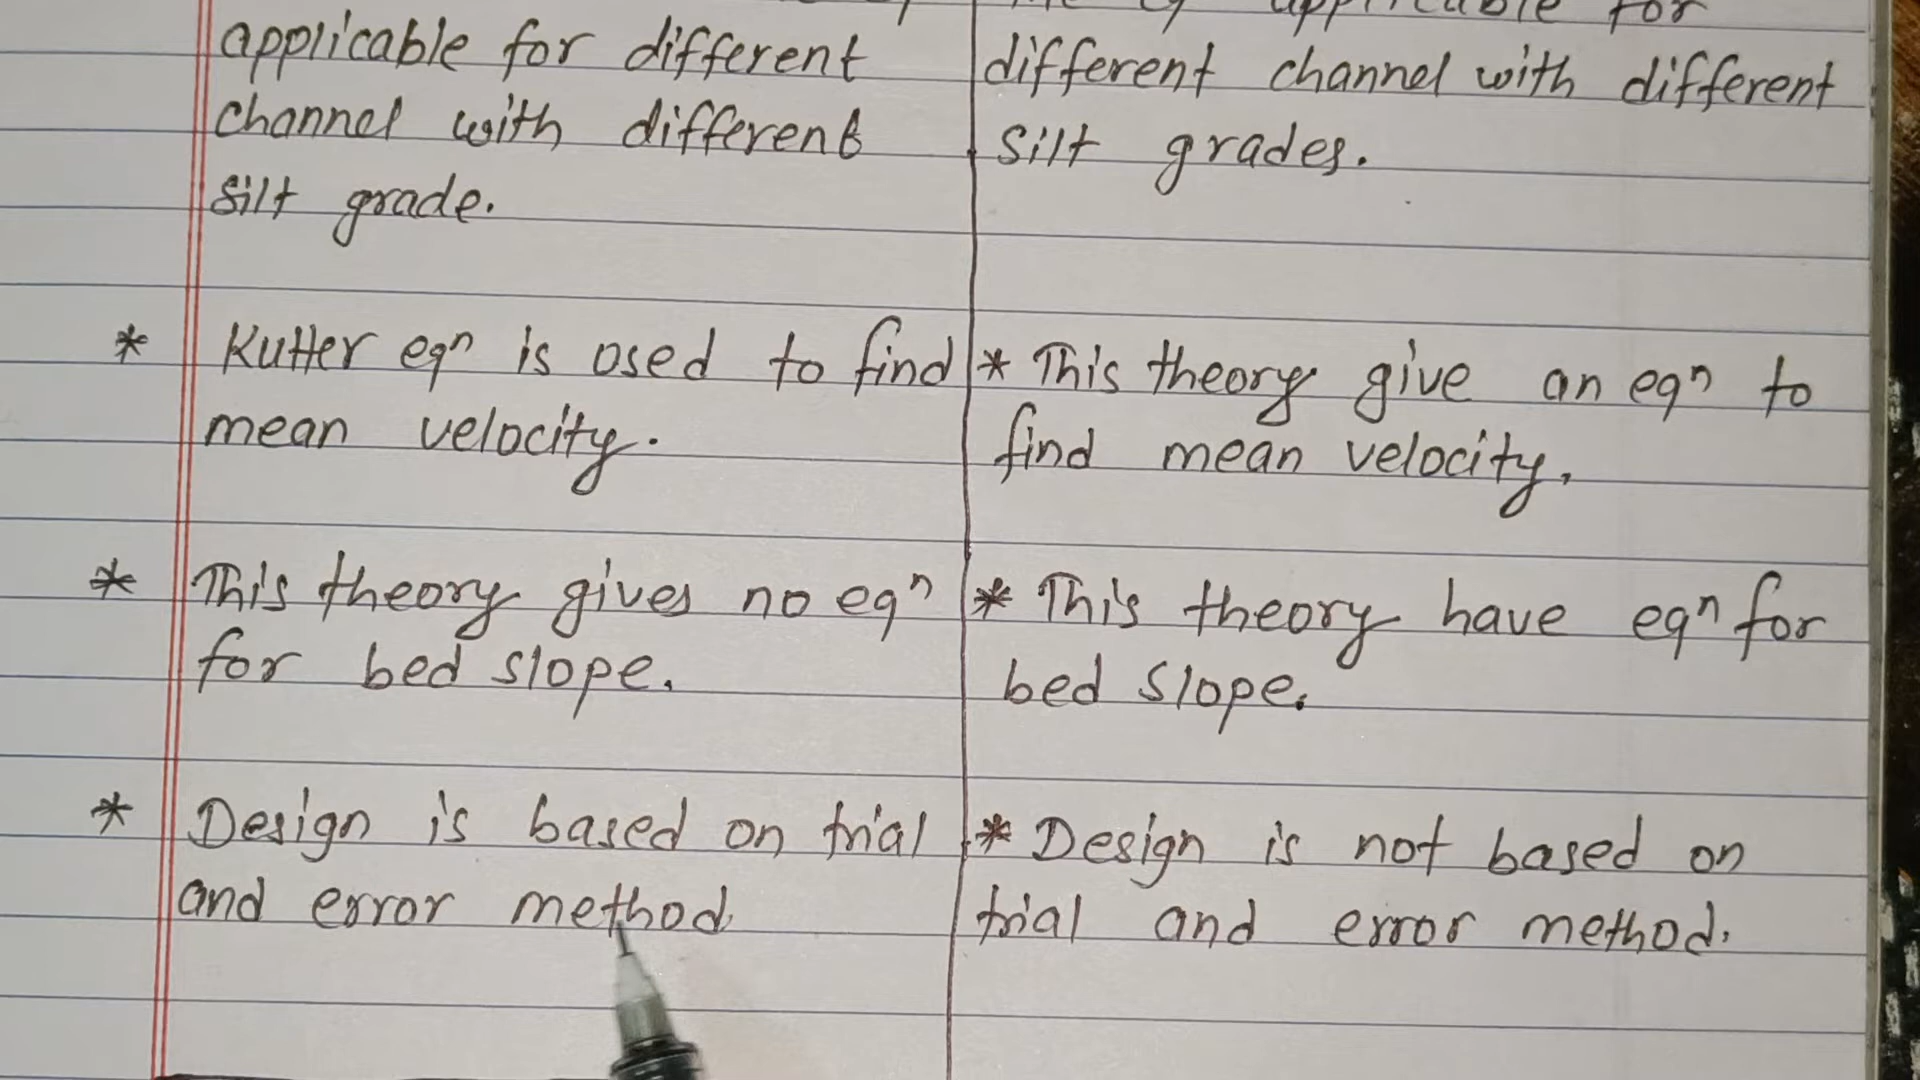 applicable for
applicable for different
channel with different
silt grade.
different channel with different
silt grades.
* Kutter eqⁿ is used to find
mean velocity.
* This theory give an eqⁿ to
find mean velocity.
* This theory gives no eqⁿ
for bed slope.
* This theory have eqⁿ for
bed slope.
* Design is based on trial
and error method
* Design is not based on
trial and error method.